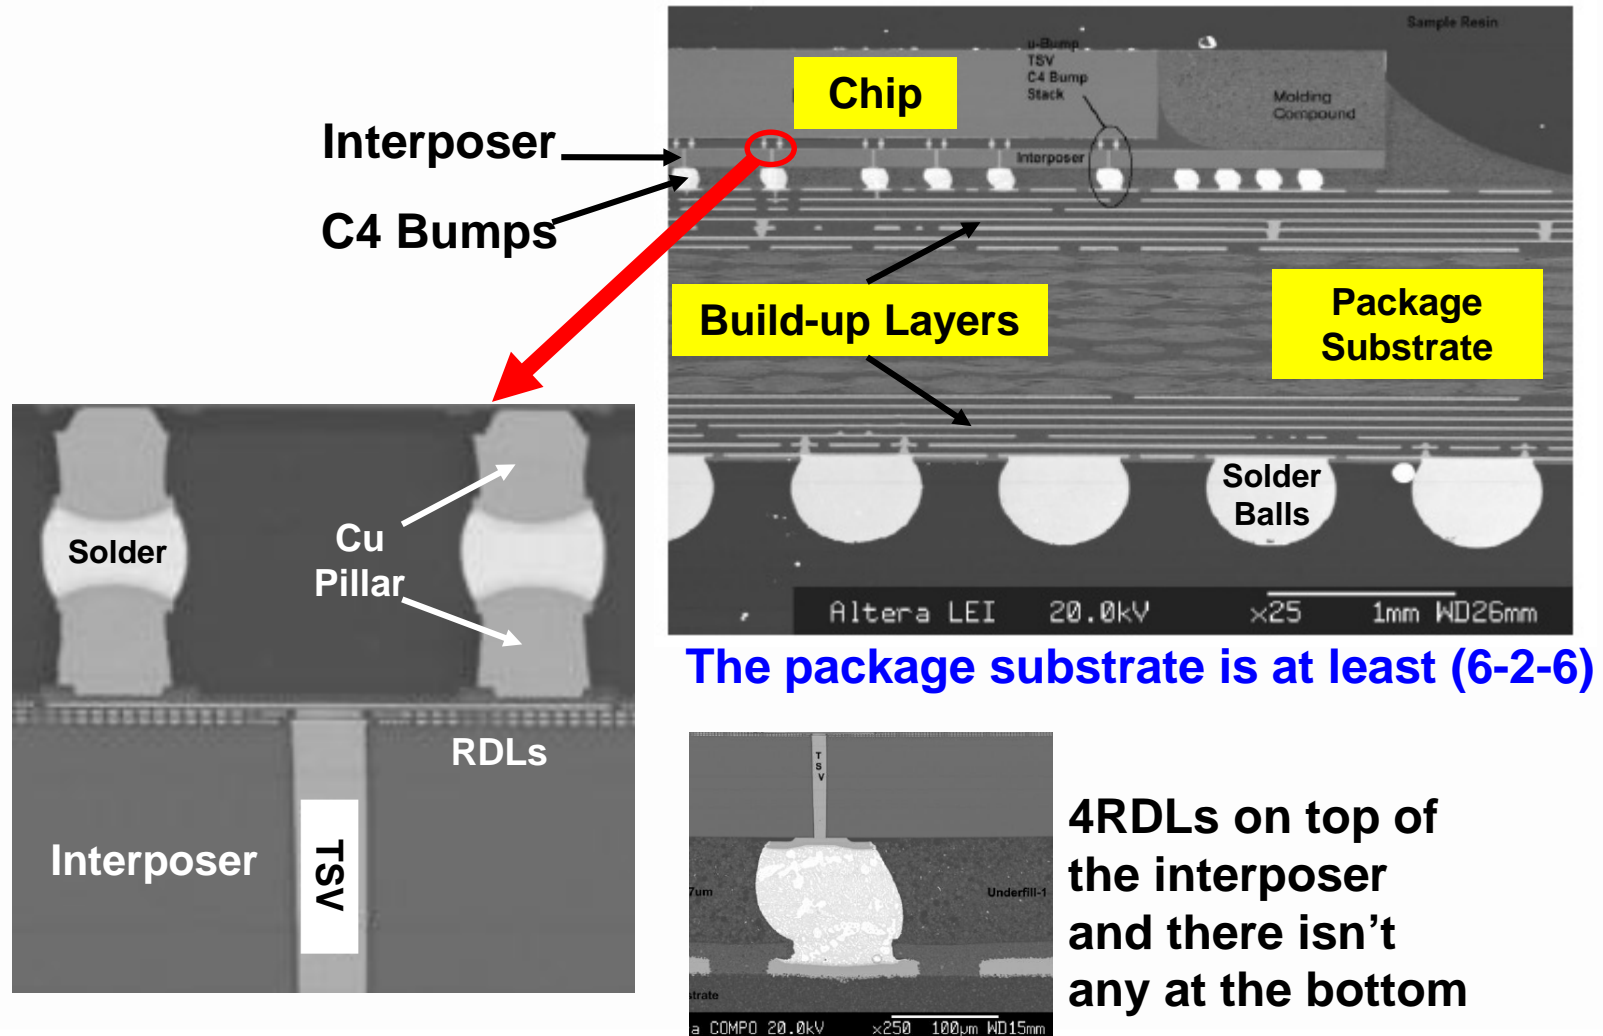 Sample Resin
u-Bump
TSV
C4 Bump
Stack
Chip
Molding
Compound
Interposer
Interposer
C4 Bumps
Build-up Layers
Package
Substrate
Solder
Balls
Altera LEI 20.0kV ×25 1mm WD26mm
The package substrate is at least (6-2-6)
Solder
Cu
Pillar
RDLs
Interposer
TSV
TSV
7um
Underfill-1
strate
a COMPO 20.0kV ×250 100µm WD15mm
4RDLs on top of
the interposer
and there isn't
any at the bottom